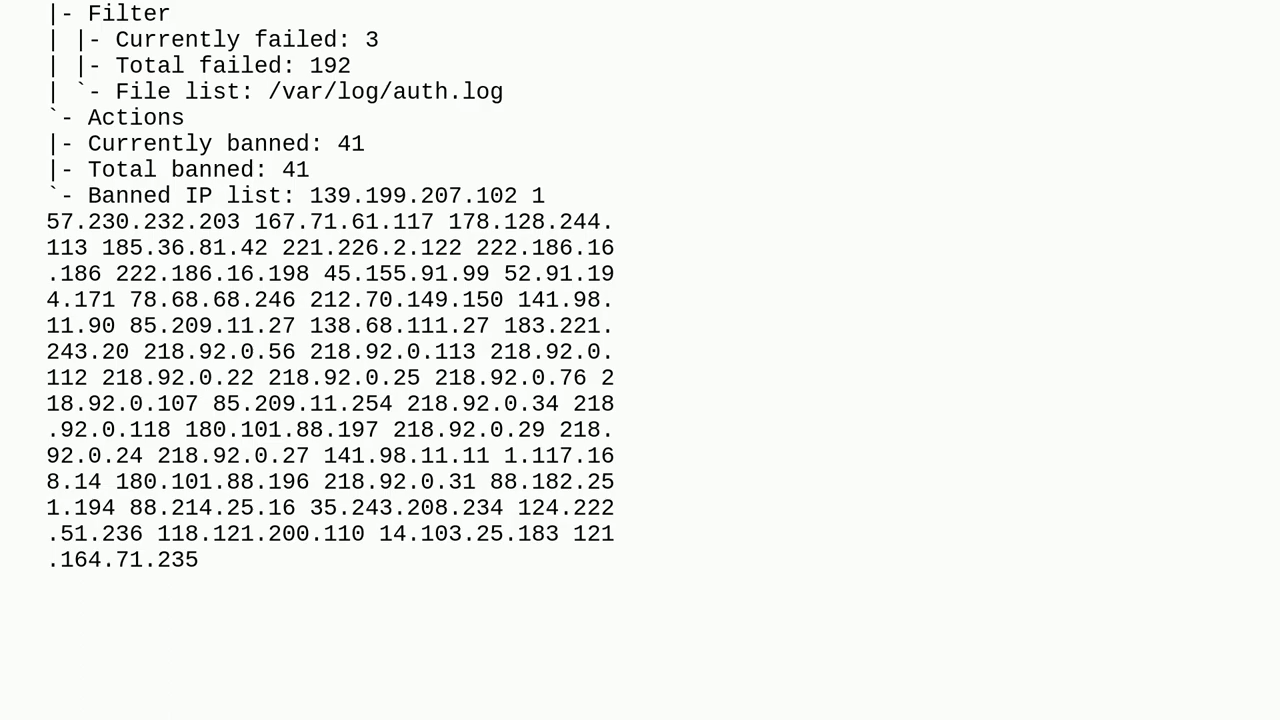 |- Filter
| |- Currently failed: 3
| |- Total failed: 192
| `- File list: /var/log/auth.log
`- Actions
|- Currently banned: 41
|- Total banned: 41
`- Banned IP list: 139.199.207.102 1
57.230.232.203 167.71.61.117 178.128.244.
113 185.36.81.42 221.226.2.122 222.186.16
.186 222.186.16.198 45.155.91.99 52.91.19
4.171 78.68.68.246 212.70.149.150 141.98.
11.90 85.209.11.27 138.68.111.27 183.221.
243.20 218.92.0.56 218.92.0.113 218.92.0.
112 218.92.0.22 218.92.0.25 218.92.0.76 2
18.92.0.107 85.209.11.254 218.92.0.34 218
.92.0.118 180.101.88.197 218.92.0.29 218.
92.0.24 218.92.0.27 141.98.11.11 1.117.16
8.14 180.101.88.196 218.92.0.31 88.182.25
1.194 88.214.25.16 35.243.208.234 124.222
.51.236 118.121.200.110 14.103.25.183 121
.164.71.235